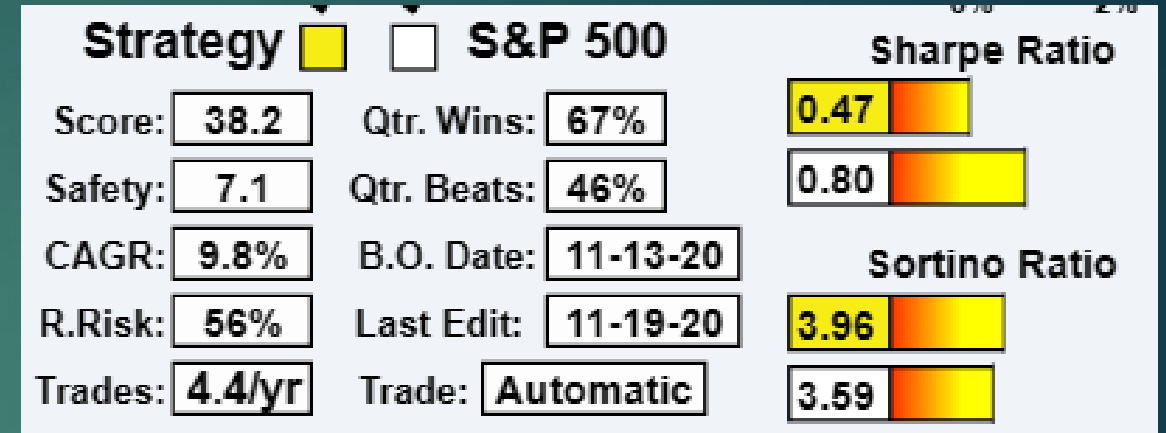 Strategy S&P 500
Score: 38.2 Qtr. Wins: 67%
Safety: 7.1 Qtr. Beats: 46%
CAGR: 9.8% B.O. Date: 11-13-20
R.Risk: 56% Last Edit: 11-19-20
Trades: 4.4/yr Trade: Automatic
Sharpe Ratio
0.47
0.80
Sortino Ratio
3.96
3.59